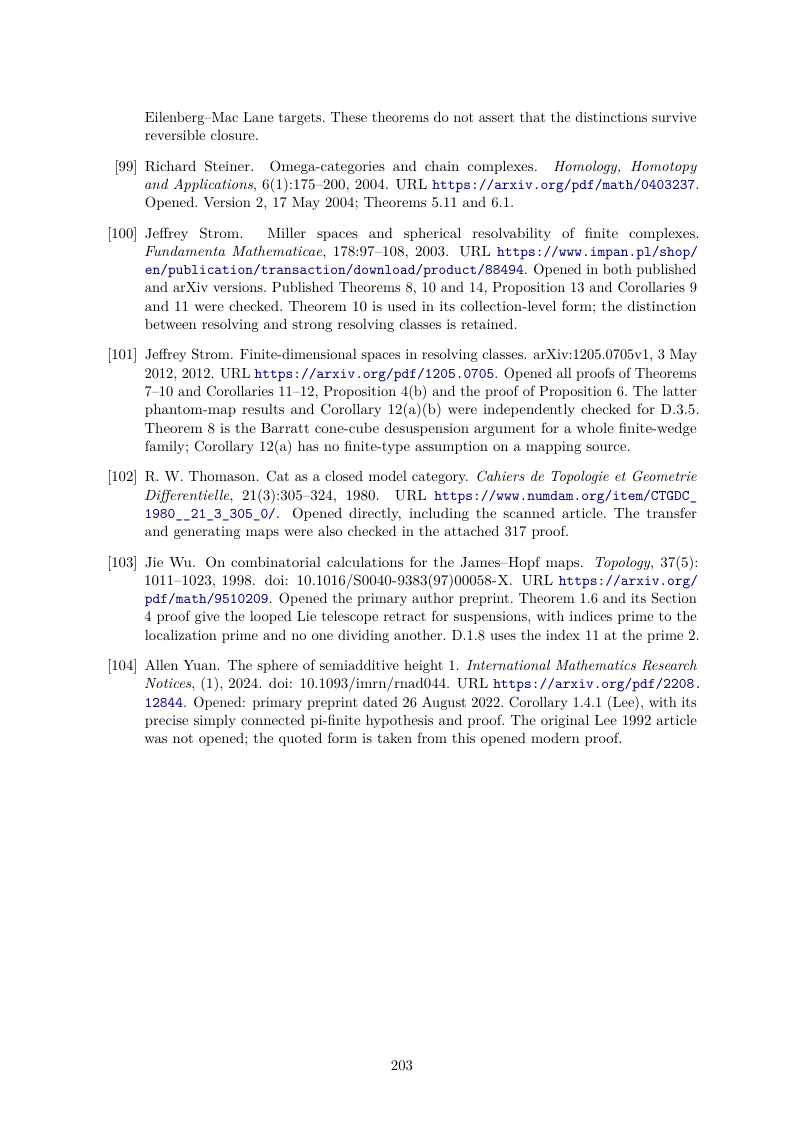 Eilenberg–Mac Lane targets. These theorems do not assert that the distinctions survive
reversible closure.
[99] Richard Steiner. Omega-categories and chain complexes. Homology, Homotopy
and Applications, 6(1):175–200, 2004. URL https://arxiv.org/pdf/math/0403237.
Opened. Version 2, 17 May 2004; Theorems 5.11 and 6.1.
[100] Jeffrey Strom. Miller spaces and spherical resolvability of finite complexes.
Fundamenta Mathematicae, 178:97–108, 2003. URL https://www.impan.pl/shop/
en/publication/transaction/download/product/88494. Opened in both published
and arXiv versions. Published Theorems 8, 10 and 14, Proposition 13 and Corollaries 9
and 11 were checked. Theorem 10 is used in its collection-level form; the distinction
between resolving and strong resolving classes is retained.
[101] Jeffrey Strom. Finite-dimensional spaces in resolving classes. arXiv:1205.0705v1, 3 May
2012, 2012. URL https://arxiv.org/pdf/1205.0705. Opened all proofs of Theorems
7–10 and Corollaries 11–12, Proposition 4(b) and the proof of Proposition 6. The latter
phantom-map results and Corollary 12(a)(b) were independently checked for D.3.5.
Theorem 8 is the Barratt cone-cube desuspension argument for a whole finite-wedge
family; Corollary 12(a) has no finite-type assumption on a mapping source.
[102] R. W. Thomason. Cat as a closed model category. Cahiers de Topologie et Geometrie
Differentielle, 21(3):305–324, 1980. URL https://www.numdam.org/item/CTGDC_
1980__21_3_305_0/. Opened directly, including the scanned article. The transfer
and generating maps were also checked in the attached 317 proof.
[103] Jie Wu. On combinatorial calculations for the James–Hopf maps. Topology, 37(5):
1011–1023, 1998. doi: 10.1016/S0040-9383(97)00058-X. URL https://arxiv.org/
pdf/math/9510209. Opened the primary author preprint. Theorem 1.6 and its Section
4 proof give the looped Lie telescope retract for suspensions, with indices prime to the
localization prime and no one dividing another. D.1.8 uses the index 11 at the prime 2.
[104] Allen Yuan. The sphere of semiadditive height 1. International Mathematics Research
Notices, (1), 2024. doi: 10.1093/imrn/rnad044. URL https://arxiv.org/pdf/2208.
12844. Opened: primary preprint dated 26 August 2022. Corollary 1.4.1 (Lee), with its
precise simply connected pi-finite hypothesis and proof. The original Lee 1992 article
was not opened; the quoted form is taken from this opened modern proof.
203